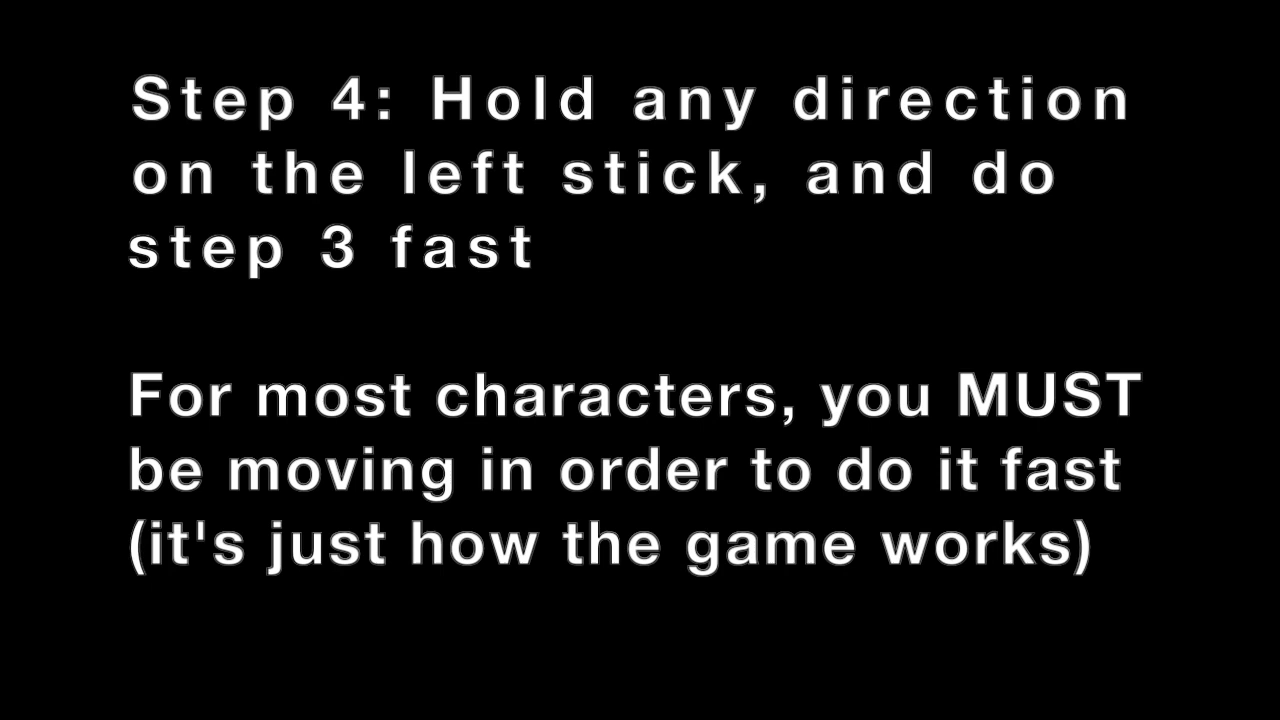 Step 4: Hold any direction
on the left stick, and do
step 3 fast
For most characters, you MUST
be moving in order to do it fast
(it's just how the game works)